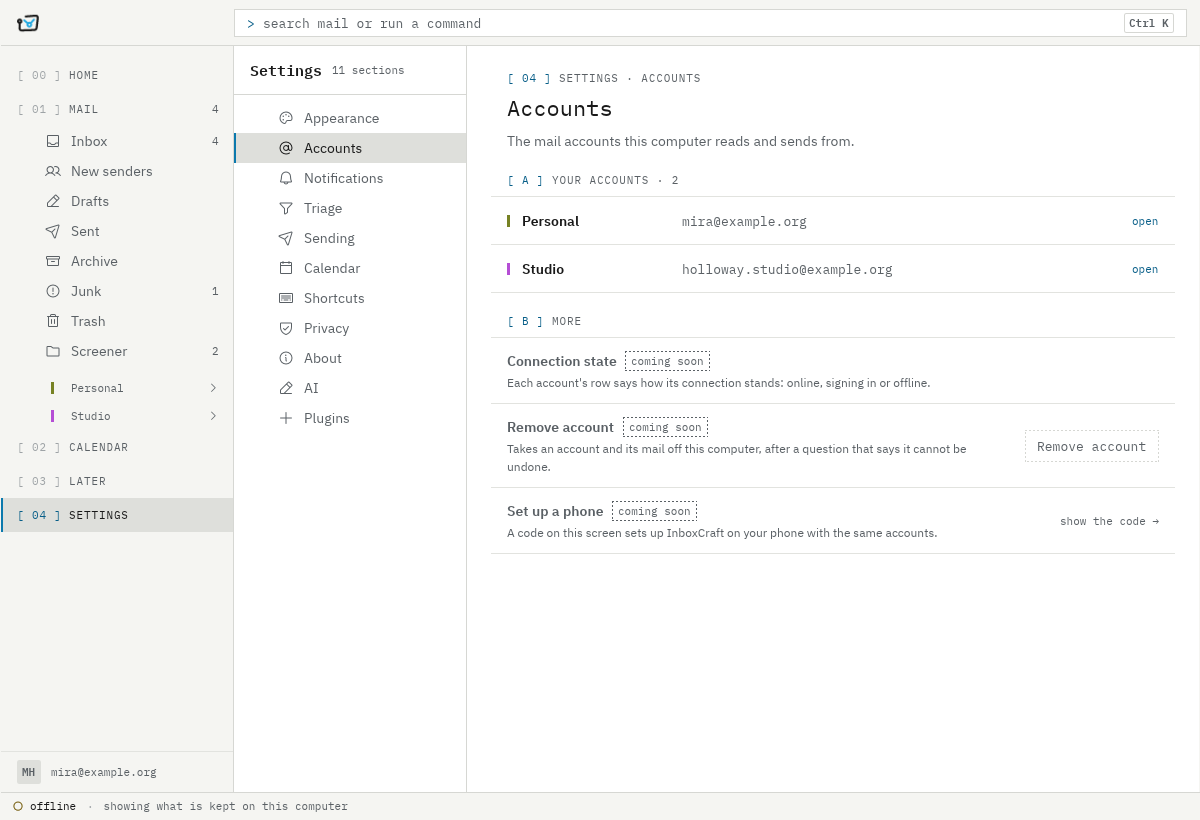 > search mail or run a command Ctrl K
[ 00 ] HOME
[ 01 ] MAIL 4
Inbox 4
New senders
Drafts
Sent
Archive
Junk 1
Trash
Screener 2
Personal
Studio
[ 02 ] CALENDAR
[ 03 ] LATER
[ 04 ] SETTINGS
MH mira@example.org
Settings 11 sections
Appearance
Accounts
Notifications
Triage
Sending
Calendar
Shortcuts
Privacy
About
AI
Plugins
[ 04 ] SETTINGS · ACCOUNTS
Accounts
The mail accounts this computer reads and sends from.
[ A ] YOUR ACCOUNTS · 2
Personal mira@example.org open
Studio holloway.studio@example.org open
[ B ] MORE
Connection state coming soon
Each account's row says how its connection stands: online, signing in or offline.
Remove account coming soon
Takes an account and its mail off this computer, after a question that says it cannot be
undone.
Remove account
Set up a phone coming soon
A code on this screen sets up InboxCraft on your phone with the same accounts.
show the code →
offline · showing what is kept on this computer